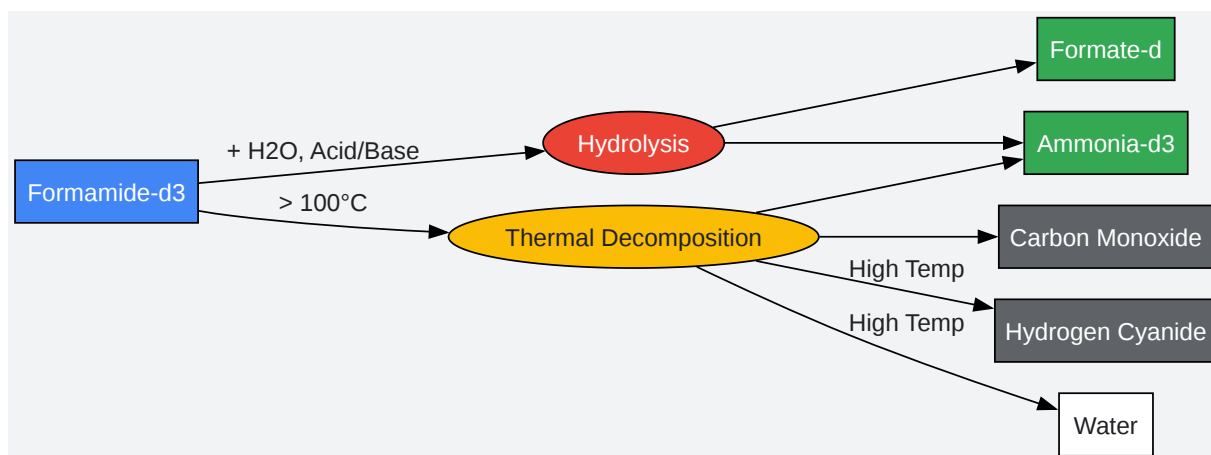 Formate-d
+ H2O, Acid/Base
Hydrolysis
Ammonia-d3
Formamide-d3
> 100°C
Thermal Decomposition
Carbon Monoxide
High Temp
Hydrogen Cyanide
High Temp
Water